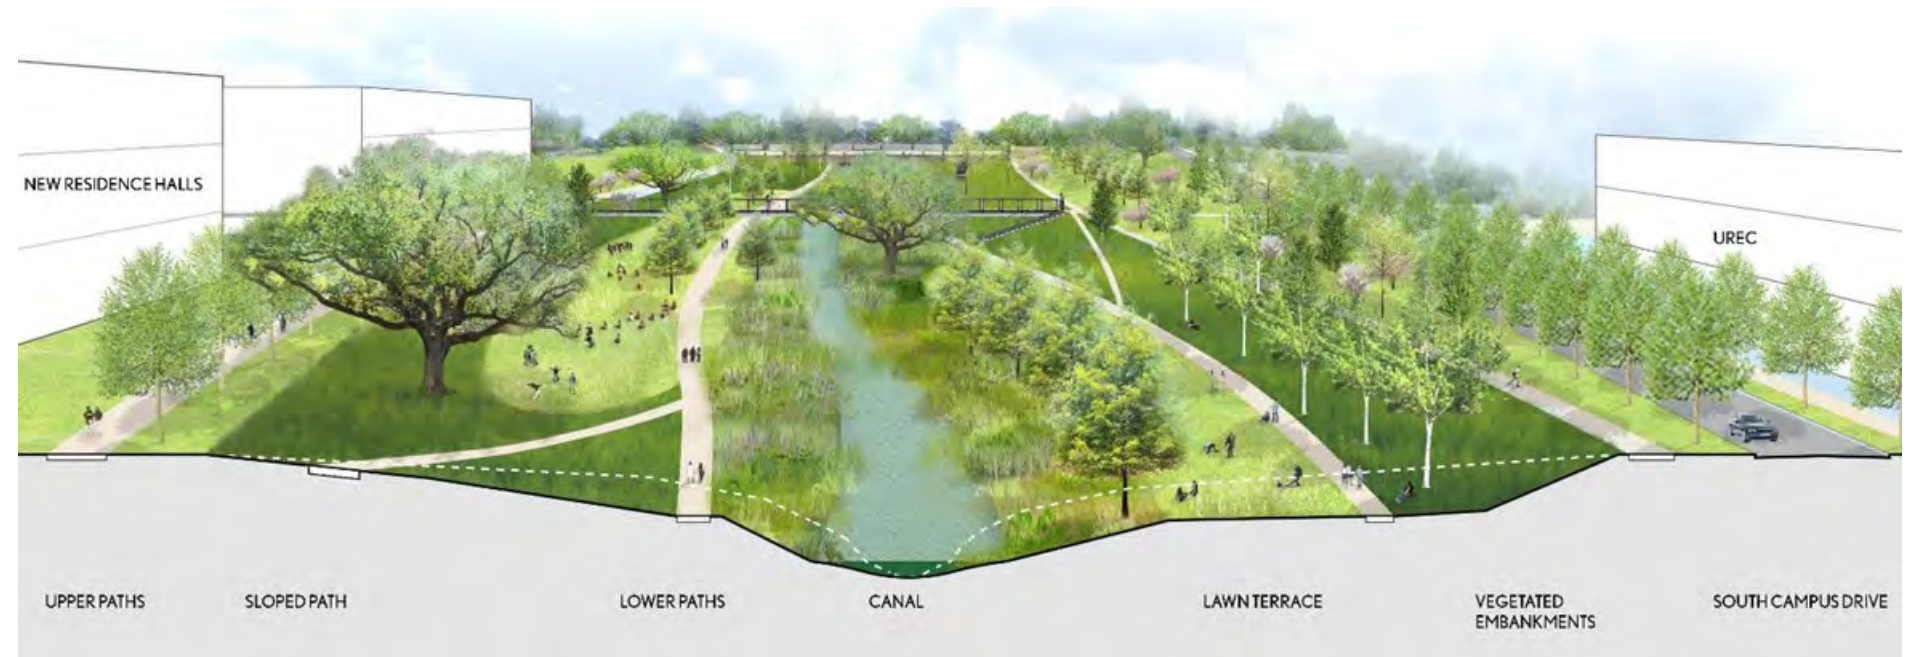 NEW RESIDENCE HALLS
UREC
UPPER PATHS
SLOPED PATH
LOWER PATHS
CANAL
LAWN TERRACE
VEGETATED
EMBANKMENTS
SOUTH CAMPUS DRIVE